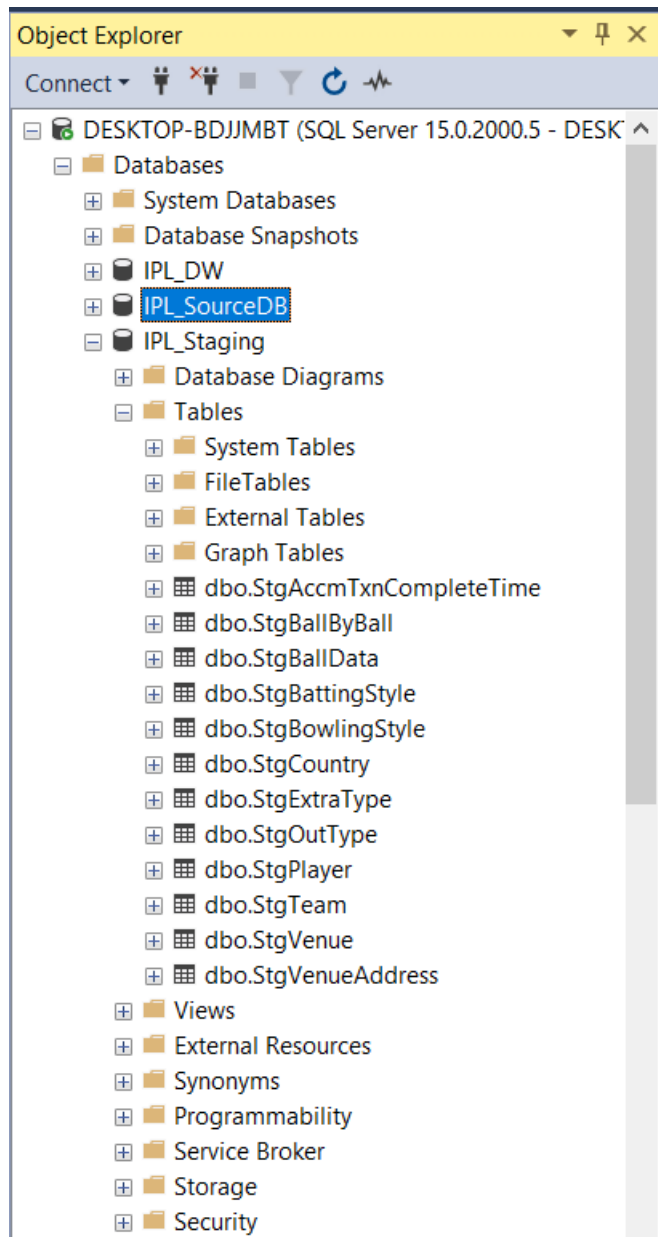 Object Explorer
Connect
DESKTOP-BDJJMBT (SQL Server 15.0.2000.5 - DESKT
Databases
System Databases
Database Snapshots
IPL_DW
IPL_SourceDB
IPL_Staging
Database Diagrams
Tables
System Tables
FileTables
External Tables
Graph Tables
dbo.StgAccmTxnCompleteTime
dbo.StgBallByBall
dbo.StgBallData
dbo.StgBattingStyle
dbo.StgBowlingStyle
dbo.StgCountry
dbo.StgExtraType
dbo.StgOutType
dbo.StgPlayer
dbo.StgTeam
dbo.StgVenue
dbo.StgVenueAddress
Views
External Resources
Synonyms
Programmability
Service Broker
Storage
Security